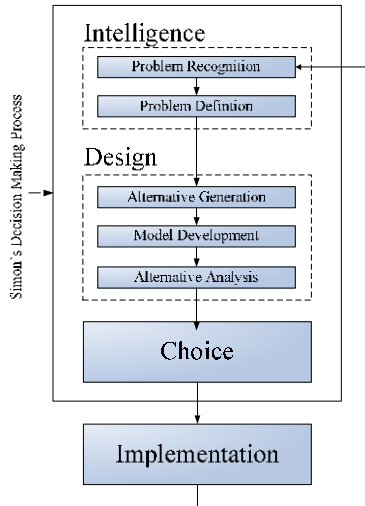 Intelligence
Problem Recognition
Problem Defintion
Design
Alternative Generation
Model Development
Alternative Analysis
Choice
Implementation
Simon`s Decision Making Process